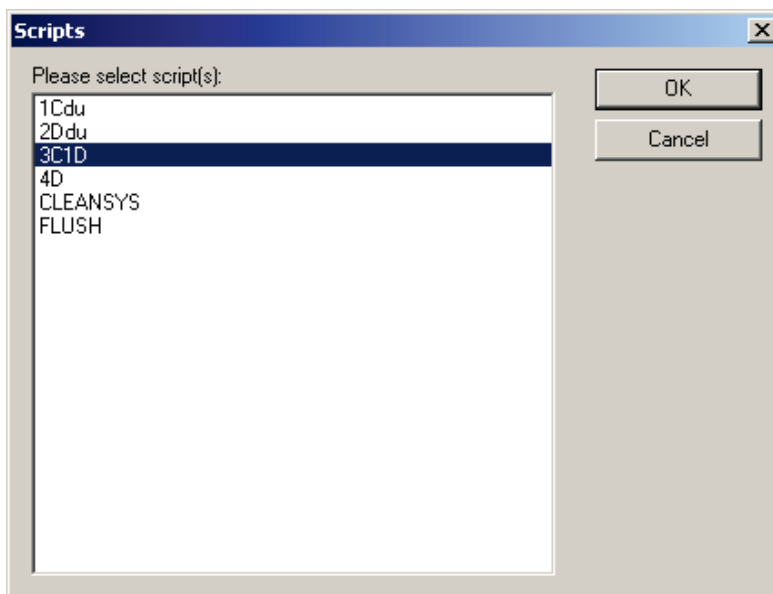 Scripts
Please select script(s):
OK
1Cdu
2Ddu
Cancel
3C1D
4D
CLEANSYS
FLUSH